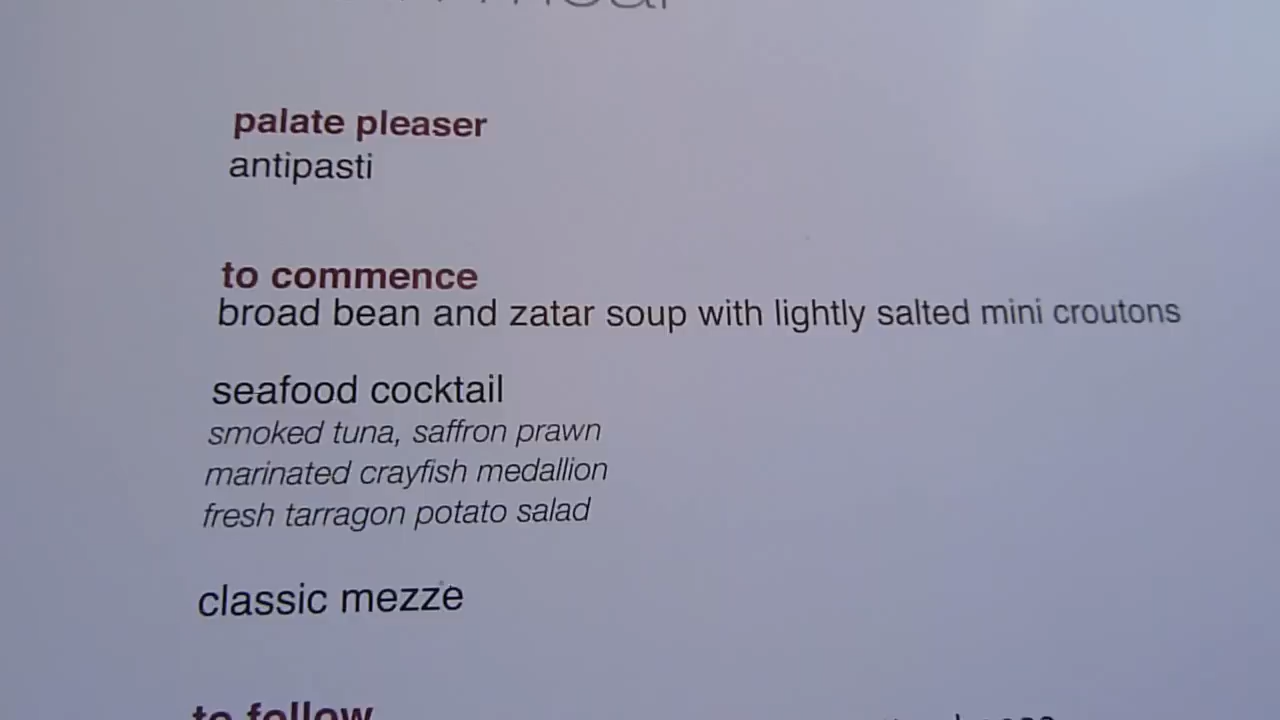 palate pleaser
antipasti
to commence
broad bean and zatar soup with lightly salted mini croutons
seafood cocktail
smoked tuna, saffron prawn
marinated crayfish medallion
fresh tarragon potato salad
classic mezze
to follow